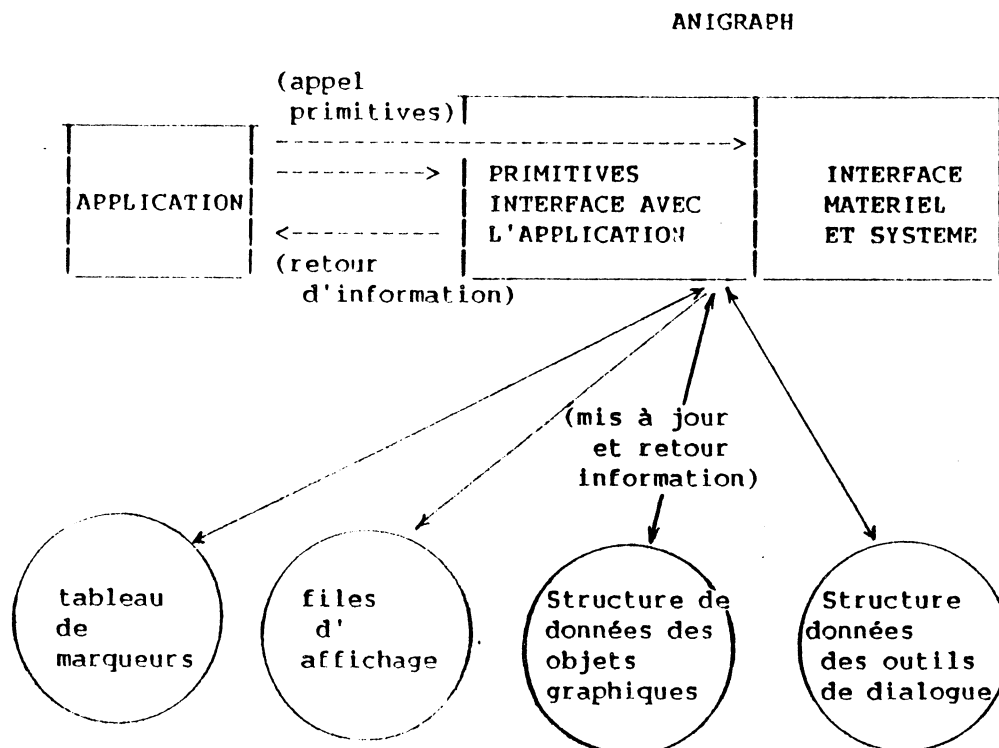 ANIGRAPH
(appel
primitives)
APPLICATION
PRIMITIVES
INTERFACE AVEC
L'APPLICATION
INTERFACE
MATERIEL
ET SYSTEME
(retour
d'information)
(mis à jour
et retour
information)
tableau
de
marqueurs
files
d'
affichage
Structure de
données des
objets
graphiques
Structure
données
des outils
de dialogue